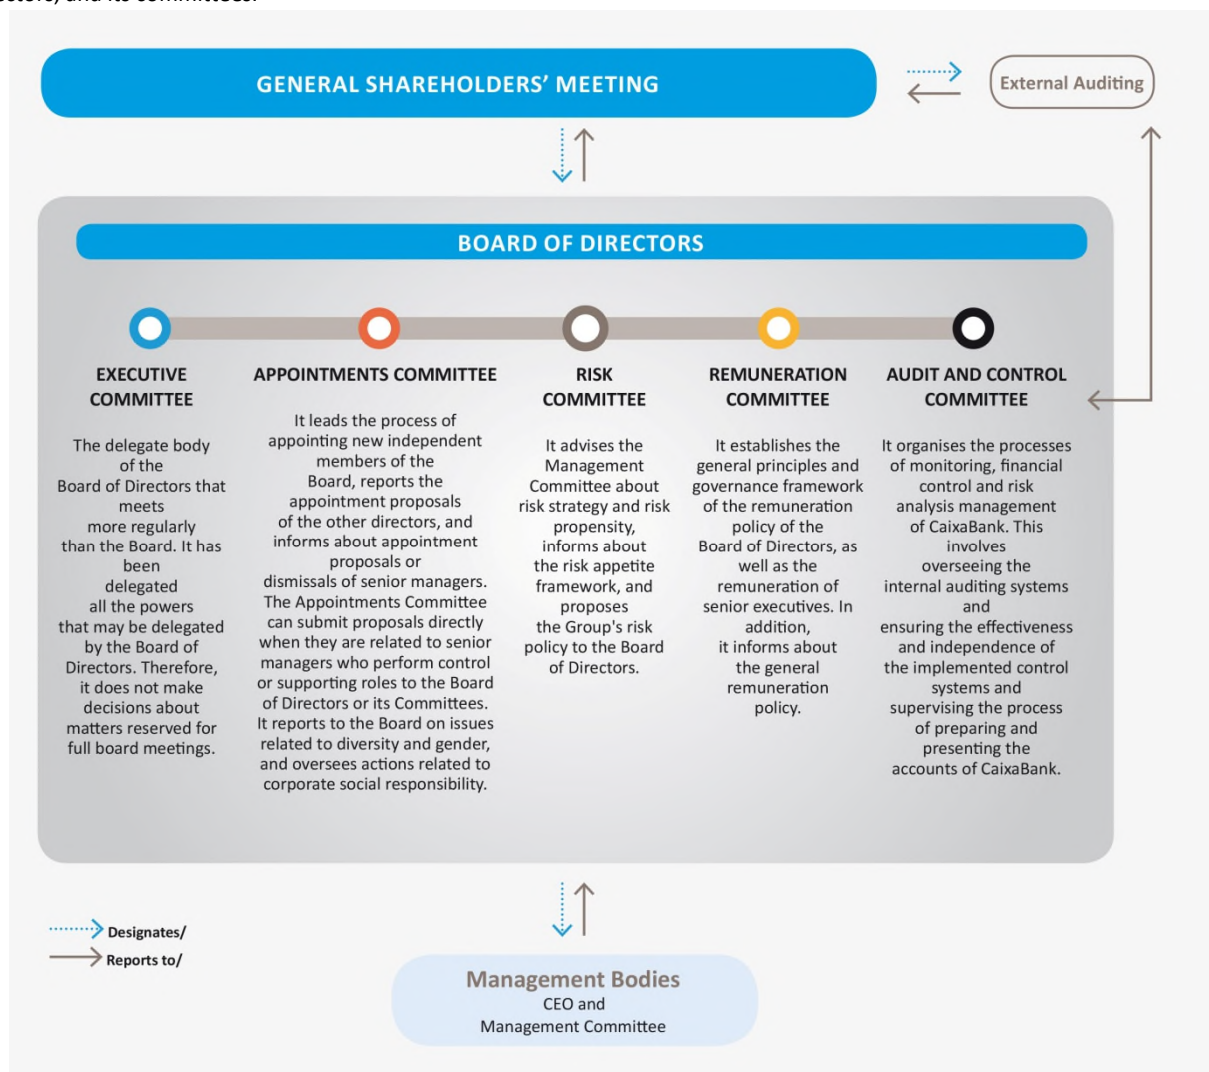 GENERAL SHAREHOLDERS' MEETING
External Auditing
BOARD OF DIRECTORS
EXECUTIVE
COMMITTEE
The delegate body
of the
Board of Directors that
meets
more regularly
than the Board. It has
been
delegated
all the powers
that may be delegated
by the Board of
Directors. Therefore,
it does not make
decisions about
matters reserved for
full board meetings.
APPOINTMENTS COMMITTEE
It leads the process of
appointing new independent
members of the
Board, reports the
appointment proposals
of the other directors, and
informs about appointment
proposals or
dismissals of senior managers.
The Appointments Committee
can submit proposals directly
when they are related to senior
managers who perform control
or supporting roles to the Board
of Directors or its Committees.
It reports to the Board on issues
related to diversity and gender,
and oversees actions related to
corporate social responsibility.
RISK
COMMITTEE
It advises the
Management
Committee about
risk strategy and risk
propensity,
informs about
the risk appetite
framework, and
proposes
the Group's risk
policy to the Board
of Directors.
REMUNERATION
COMMITTEE
It establishes the
general principles and
governance framework
of the remuneration
policy of the
Board of Directors, as
well as the
remuneration of
senior executives. In
addition,
it informs about
the general
remuneration
policy.
AUDIT AND CONTROL
COMMITTEE
It organises the processes
of monitoring, financial
control and risk
analysis management
of CaixaBank. This
involves
overseeing the
internal auditing systems
and
ensuring the effectiveness
and independence of
the implemented control
systems and
supervising the process
of preparing and
presenting the
accounts of CaixaBank.
Designates/
Reports to/
Management Bodies
CEO and
Management Committee